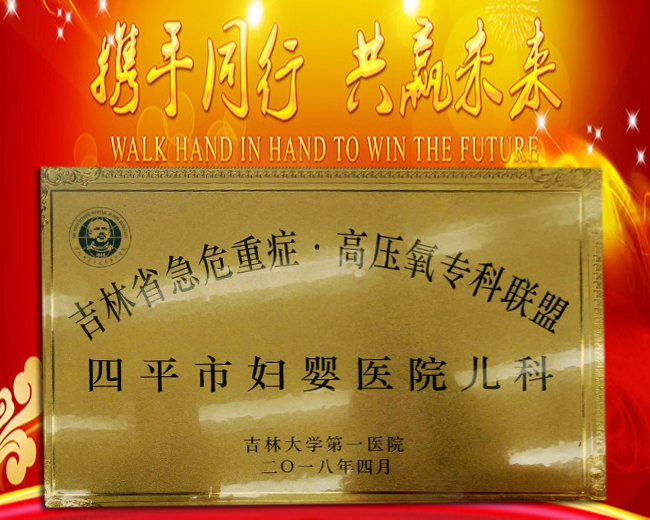 携手同行 共赢未来
WALK HAND IN HAND TO WIN THE FUTURE
吉林省急危重症·高压氧专科联盟
四平市妇婴医院儿科
吉林大学第一医院
二〇一八年四月